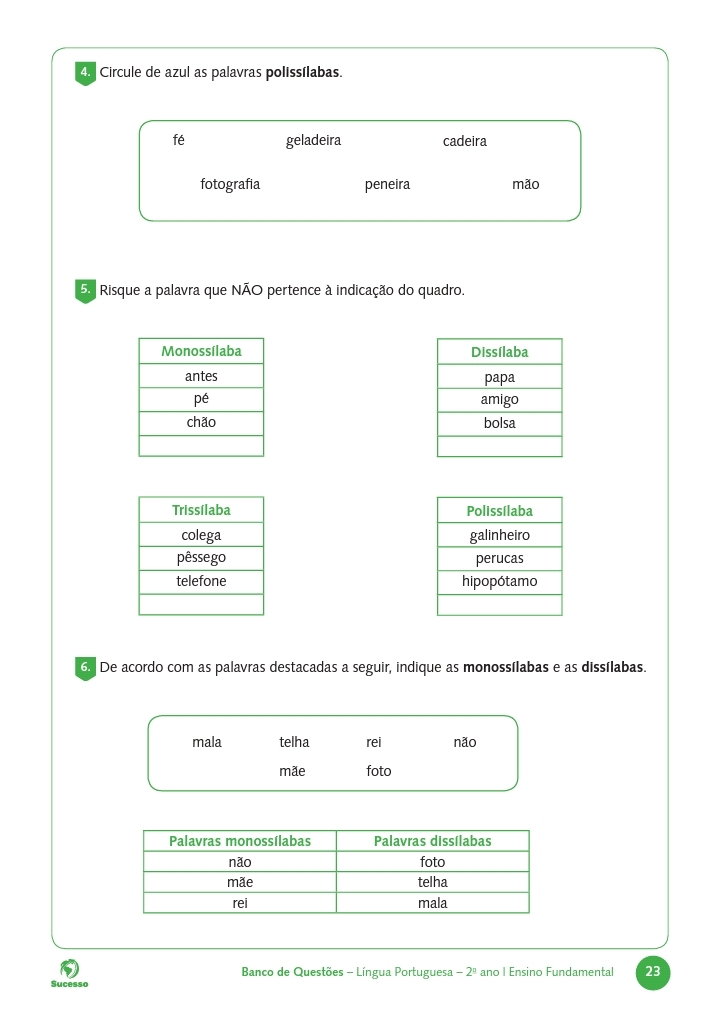 4. Circule de azul as palavras polissílabas.
fé geladeira cadeira
fotografia peneira mão
5. Risque a palavra que NÃO pertence à indicação do quadro.
Monossílaba
antes
pé
chão
Dissílaba
papa
amigo
bolsa
Trissílaba
colega
pêssego
telefone
Polissílaba
galinheiro
perucas
hipopótamo
6. De acordo com as palavras destacadas a seguir, indique as monossílabas e as dissílabas.
mala telha rei não
mãe foto
Palavras monossílabas Palavras dissílabas
não foto
mãe telha
rei mala
Sucesso
Banco de Questões – Língua Portuguesa – 2º ano | Ensino Fundamental 23